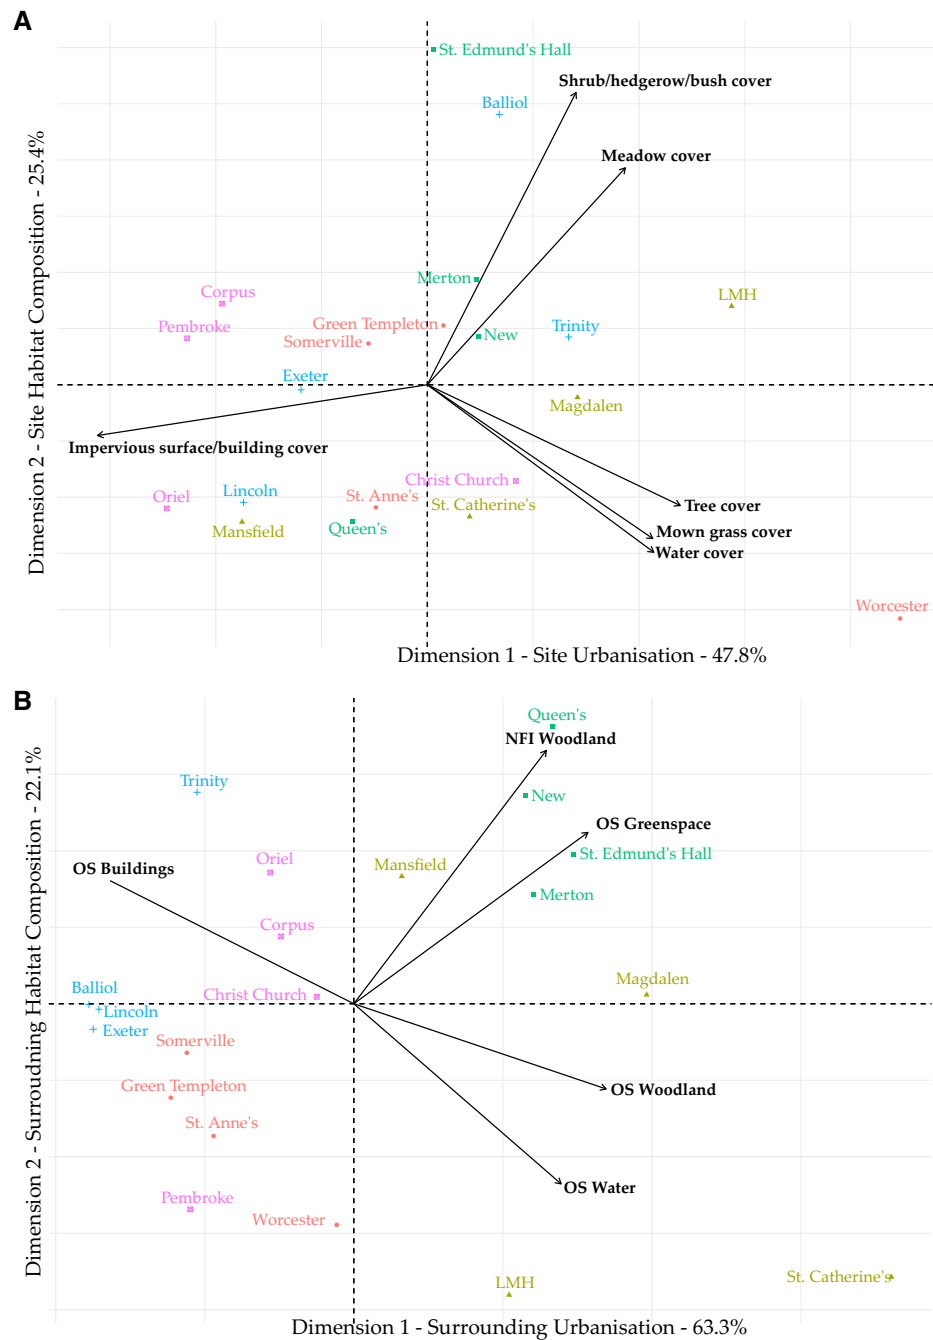 A
St. Edmund's Hall
Shrub/hedgerow/bush cover
Balliol
Meadow cover
Merton
Corpus
LMH
Pembroke
Green Templeton
Trinity
New
Somerville
Exeter
Magdalen
Impervious surface/building cover
Christ Church
Oriel
Lincoln
St. Anne's
St. Catherine's
Tree cover
Mansfield
Queen's
Mown grass cover
Water cover
Worcester
Dimension 2 - Site Habitat Composition - 25.4%
Dimension 1 - Site Urbanisation - 47.8%
B
Queen's
NFI Woodland
Trinity
New
OS Greenspace
Oriel
Mansfield
St. Edmund's Hall
OS Buildings
Merton
Corpus
Magdalen
Balliol
Christ Church
Lincoln
Exeter
Somerville
Green Templeton
OS Woodland
St. Anne's
OS Water
Pembroke
Worcester
LMH
St. Catherine's
Dimension 2 - Surroudning Habitat Composition - 22.1%
Dimension 1 - Surrounding Urbanisation - 63.3%